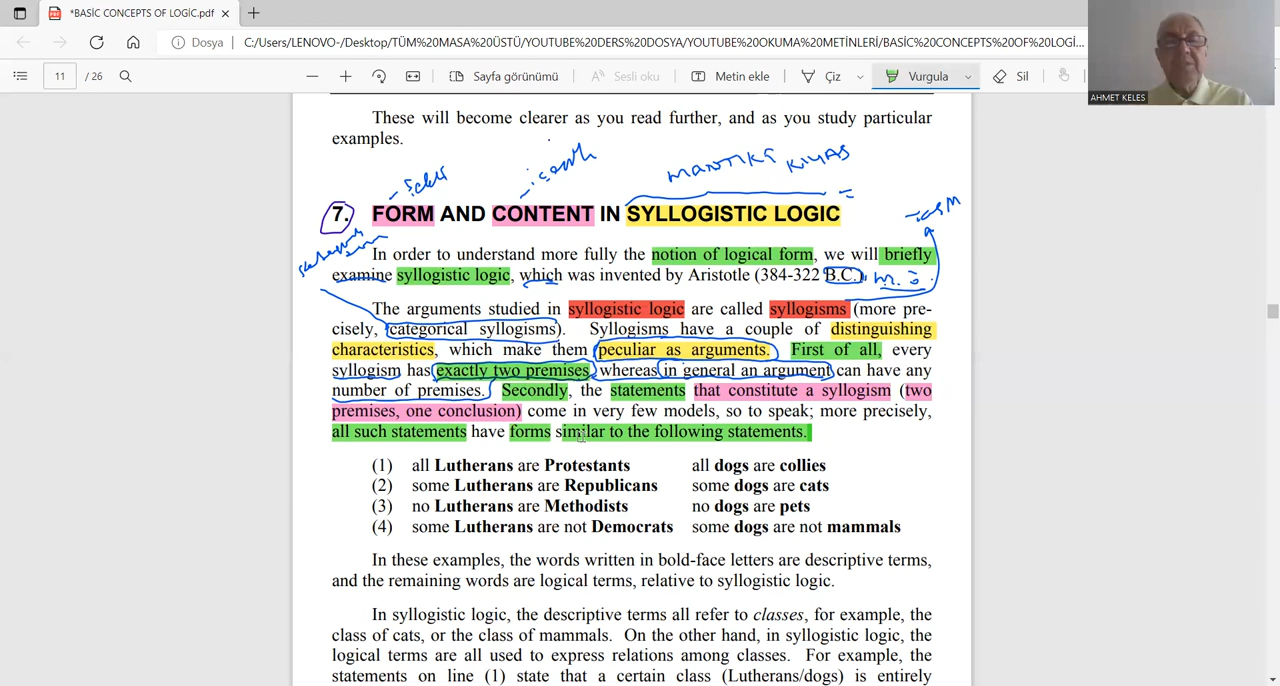 *BASİC CONCEPTS OF LOGİC.pdf
Dosya
C:/Users/LENOVO-/Desktop/TÜM%20MASA%20ÜSTÜ/YOUTUBE%20DERS%20DOSYA/YOUTUBE%20OKUMA%20METİNLERİ/BASİC%20CONCEPTS%20OF%20LOGİ...
11 / 26
Sayfa görünümü
Sesli oku
Metin ekle
Çiz
Vurgula
Sil
AHMET KELES
These will become clearer as you read further, and as you study particular
examples.
MANTIKİ KIYAS
7. FORM AND CONTENT IN SYLLOGISTIC LOGIC
In order to understand more fully the notion of logical form, we will briefly
examine syllogistic logic, which was invented by Aristotle (384-322 B.C.). M.Ö.
The arguments studied in syllogistic logic are called syllogisms (more pre-
cisely, categorical syllogisms). Syllogisms have a couple of distinguishing
characteristics, which make them peculiar as arguments. First of all, every
syllogism has exactly two premises, whereas in general an argument can have any
number of premises. Secondly, the statements that constitute a syllogism (two
premises, one conclusion) come in very few models, so to speak; more precisely,
all such statements have forms similar to the following statements.
(1) all Lutherans are Protestants all dogs are collies
(2) some Lutherans are Republicans some dogs are cats
(3) no Lutherans are Methodists no dogs are pets
(4) some Lutherans are not Democrats some dogs are not mammals
In these examples, the words written in bold-face letters are descriptive terms,
and the remaining words are logical terms, relative to syllogistic logic.
In syllogistic logic, the descriptive terms all refer to classes, for example, the
class of cats, or the class of mammals. On the other hand, in syllogistic logic, the
logical terms are all used to express relations among classes. For example, the
statements on line (1) state that a certain class (Lutherans/dogs) is entirely